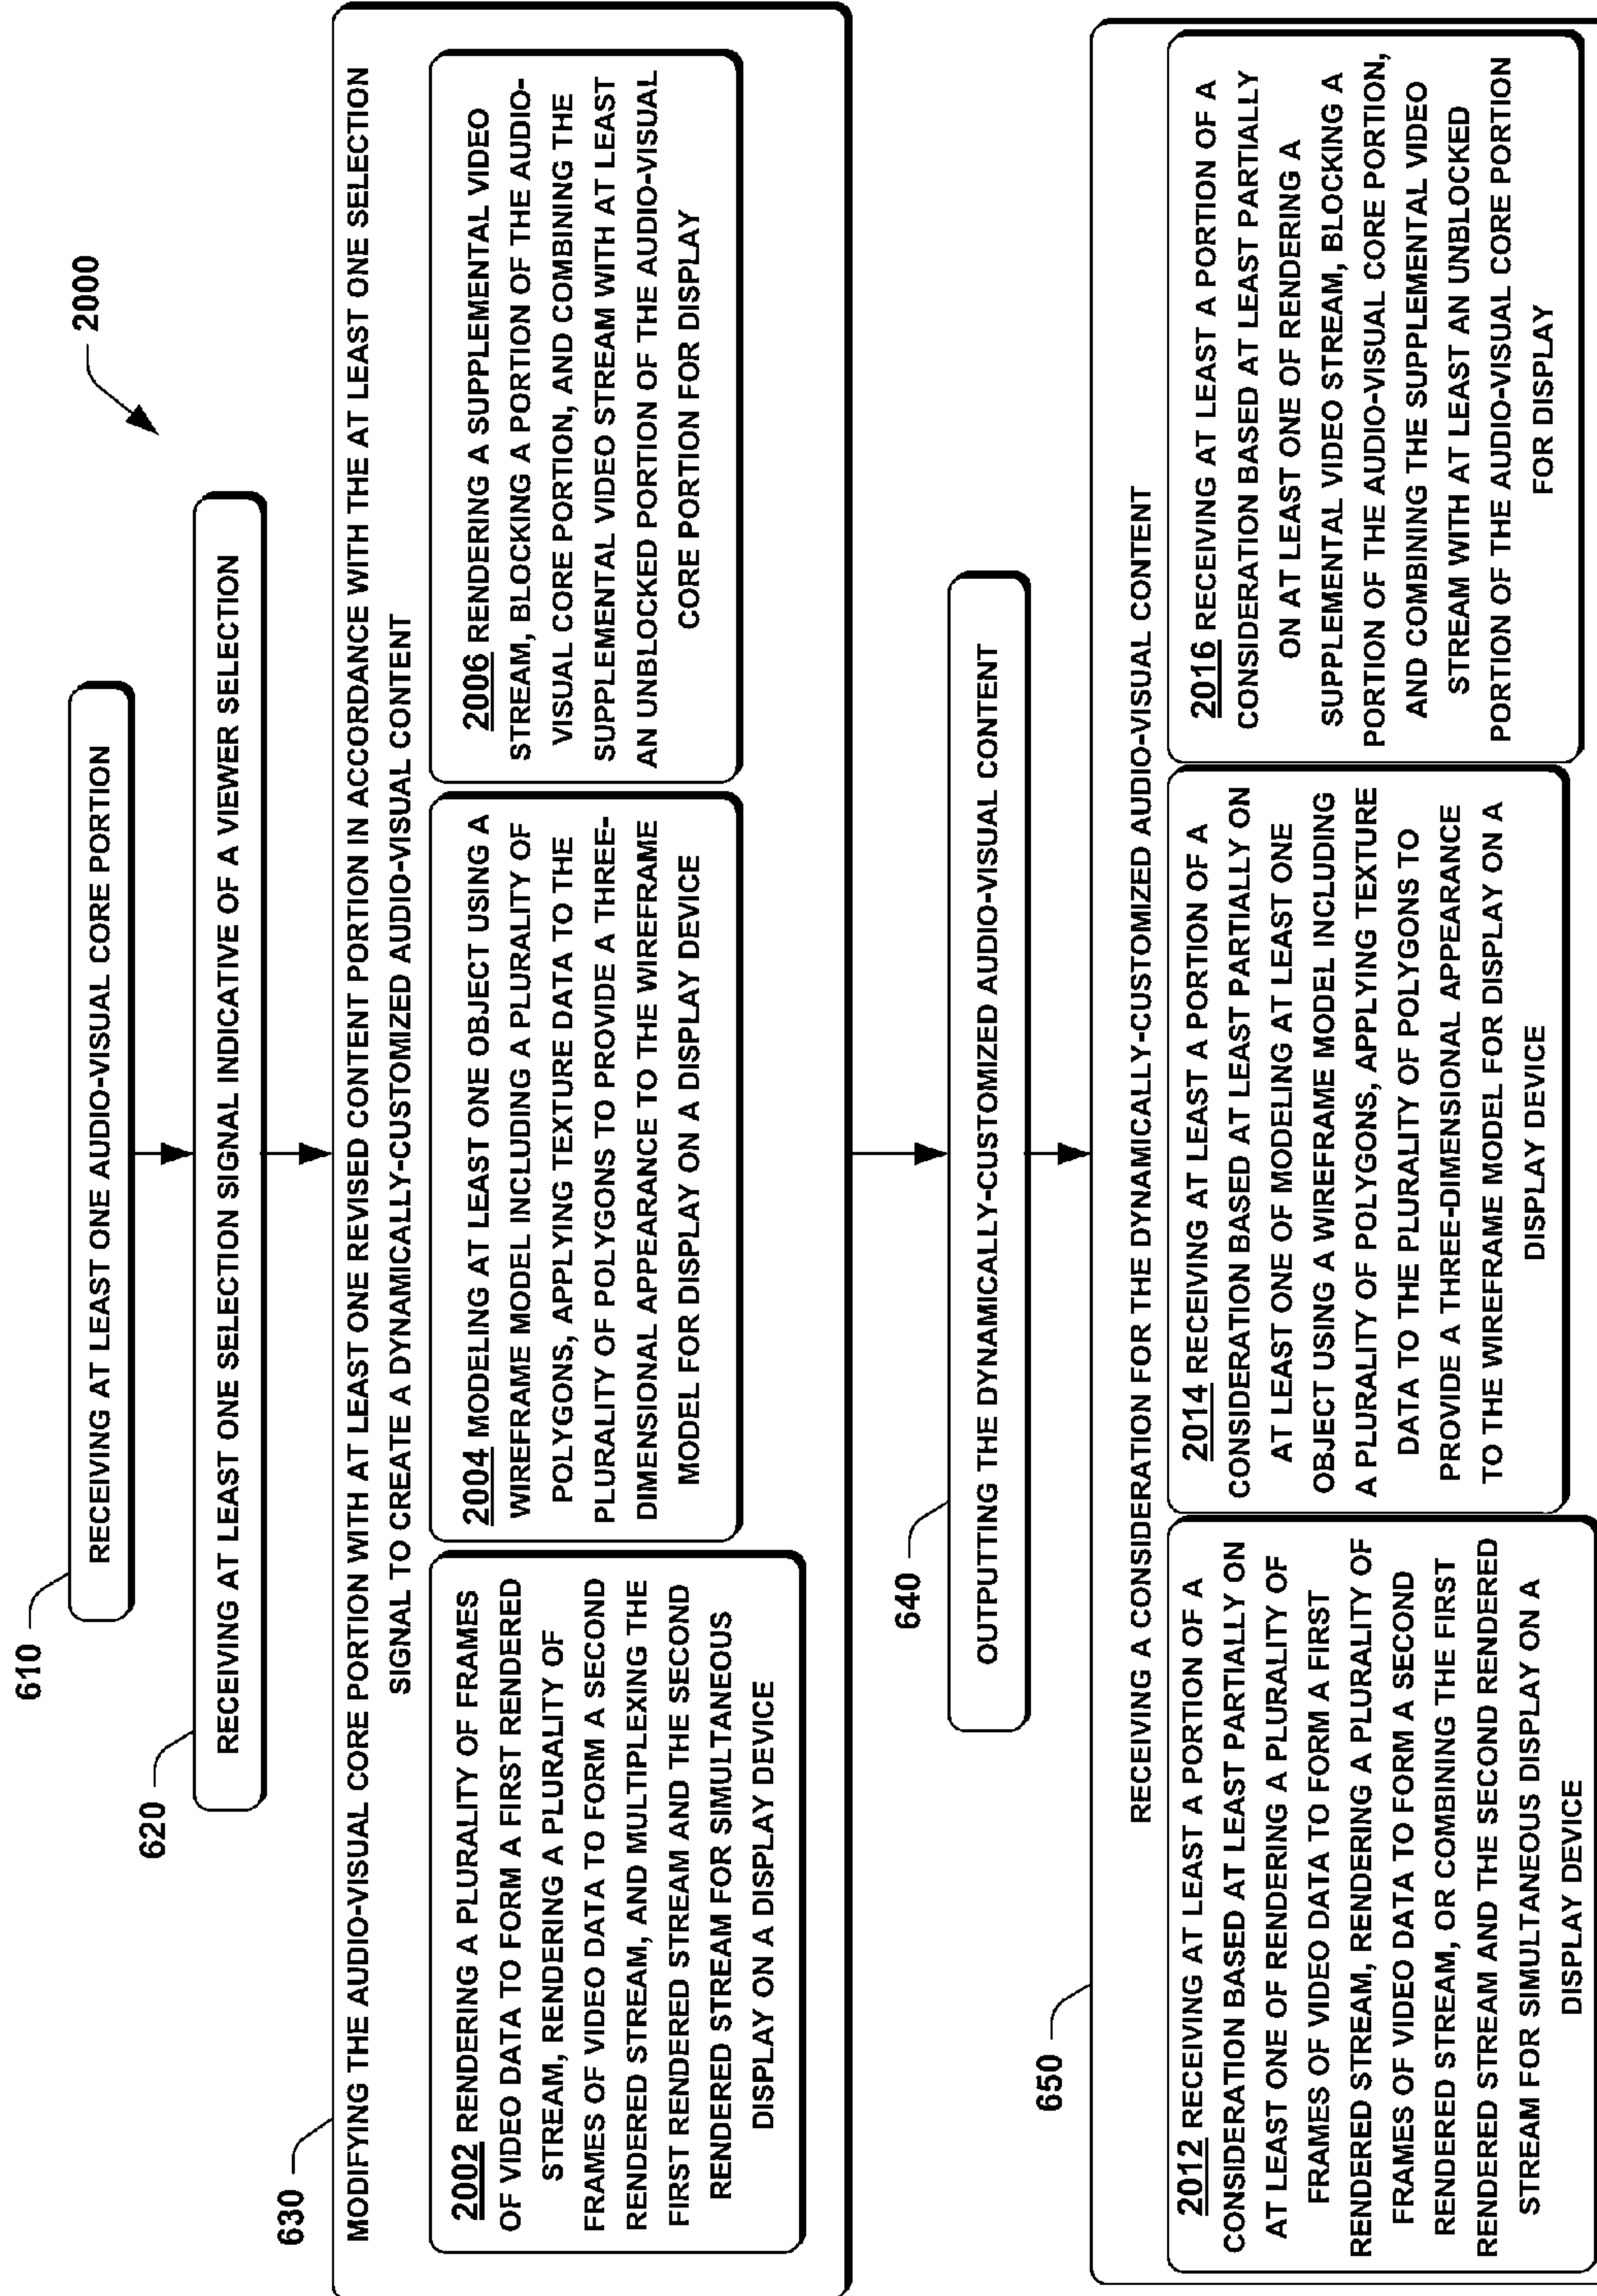 2000
610
RECEIVING AT LEAST ONE AUDIO-VISUAL CORE PORTION
620
RECEIVING AT LEAST ONE SELECTION SIGNAL INDICATIVE OF A VIEWER SELECTION
630
MODIFYING THE AUDIO-VISUAL CORE PORTION WITH AT LEAST ONE REVISED CONTENT PORTION IN ACCORDANCE WITH THE AT LEAST ONE SELECTION
SIGNAL TO CREATE A DYNAMICALLY-CUSTOMIZED AUDIO-VISUAL CONTENT
2002 RENDERING A PLURALITY OF FRAMES
OF VIDEO DATA TO FORM A FIRST RENDERED
STREAM, RENDERING A PLURALITY OF
FRAMES OF VIDEO DATA TO FORM A SECOND
RENDERED STREAM, AND MULTIPLEXING THE
FIRST RENDERED STREAM AND THE SECOND
RENDERED STREAM FOR SIMULTANEOUS
DISPLAY ON A DISPLAY DEVICE
2004 MODELING AT LEAST ONE OBJECT USING A
WIREFRAME MODEL INCLUDING A PLURALITY OF
POLYGONS, APPLYING TEXTURE DATA TO THE
PLURALITY OF POLYGONS TO PROVIDE A THREE-
DIMENSIONAL APPEARANCE TO THE WIREFRAME
MODEL FOR DISPLAY ON A DISPLAY DEVICE
2006 RENDERING A SUPPLEMENTAL VIDEO
STREAM, BLOCKING A PORTION OF THE AUDIO-
VISUAL CORE PORTION, AND COMBINING THE
SUPPLEMENTAL VIDEO STREAM WITH AT LEAST
AN UNBLOCKED PORTION OF THE AUDIO-VISUAL
CORE PORTION FOR DISPLAY
640
OUTPUTTING THE DYNAMICALLY-CUSTOMIZED AUDIO-VISUAL CONTENT
650
RECEIVING A CONSIDERATION FOR THE DYNAMICALLY-CUSTOMIZED AUDIO-VISUAL CONTENT
2012 RECEIVING AT LEAST A PORTION OF A
CONSIDERATION BASED AT LEAST PARTIALLY ON
AT LEAST ONE OF RENDERING A PLURALITY OF
FRAMES OF VIDEO DATA TO FORM A FIRST
RENDERED STREAM, RENDERING A PLURALITY OF
FRAMES OF VIDEO DATA TO FORM A SECOND
RENDERED STREAM, OR COMBINING THE FIRST
RENDERED STREAM AND THE SECOND RENDERED
STREAM FOR SIMULTANEOUS DISPLAY ON A
DISPLAY DEVICE
2014 RECEIVING AT LEAST A PORTION OF A
CONSIDERATION BASED AT LEAST PARTIALLY ON
AT LEAST ONE OF MODELING AT LEAST ONE
OBJECT USING A WIREFRAME MODEL INCLUDING
A PLURALITY OF POLYGONS, APPLYING TEXTURE
DATA TO THE PLURALITY OF POLYGONS TO
PROVIDE A THREE-DIMENSIONAL APPEARANCE
TO THE WIREFRAME MODEL FOR DISPLAY ON A
DISPLAY DEVICE
2016 RECEIVING AT LEAST A PORTION OF A
CONSIDERATION BASED AT LEAST PARTIALLY
ON AT LEAST ONE OF RENDERING A
SUPPLEMENTAL VIDEO STREAM, BLOCKING A
PORTION OF THE AUDIO-VISUAL CORE PORTION,
AND COMBINING THE SUPPLEMENTAL VIDEO
STREAM WITH AT LEAST AN UNBLOCKED
PORTION OF THE AUDIO-VISUAL CORE PORTION
FOR DISPLAY